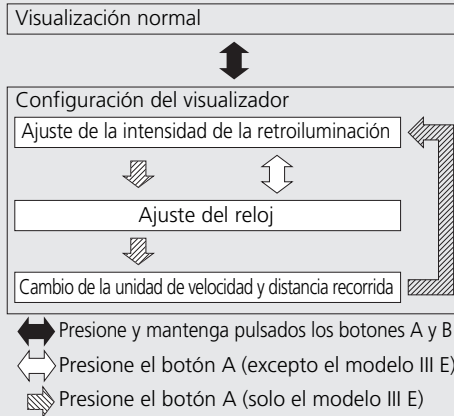 Visualización normal
Configuración del visualizador
Ajuste de la intensidad de la retroiluminación
Ajuste del reloj
Cambio de la unidad de velocidad y distancia recorrida
Presione y mantenga pulsados los botones A y B
Presione el botón A (excepto el modelo III E)
Presione el botón A (solo el modelo III E)